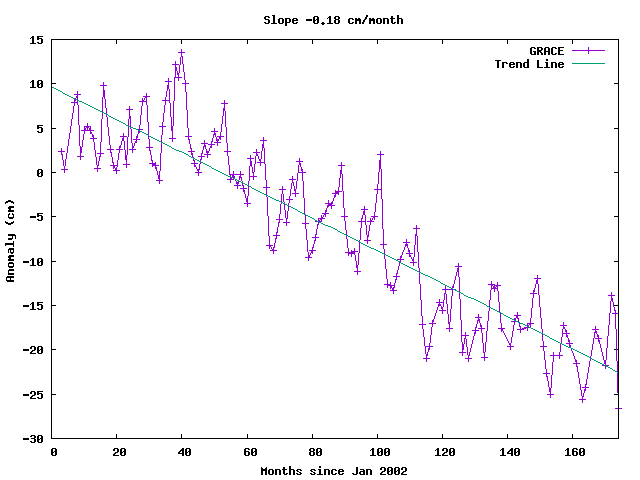 Slope -0.18 cm/month
GRACE
Trend Line
15
10
5
0
-5
-10
-15
-20
-25
-30
Anomaly (cm)
0 20 40 60 80 100 120 140 160
Months since Jan 2002